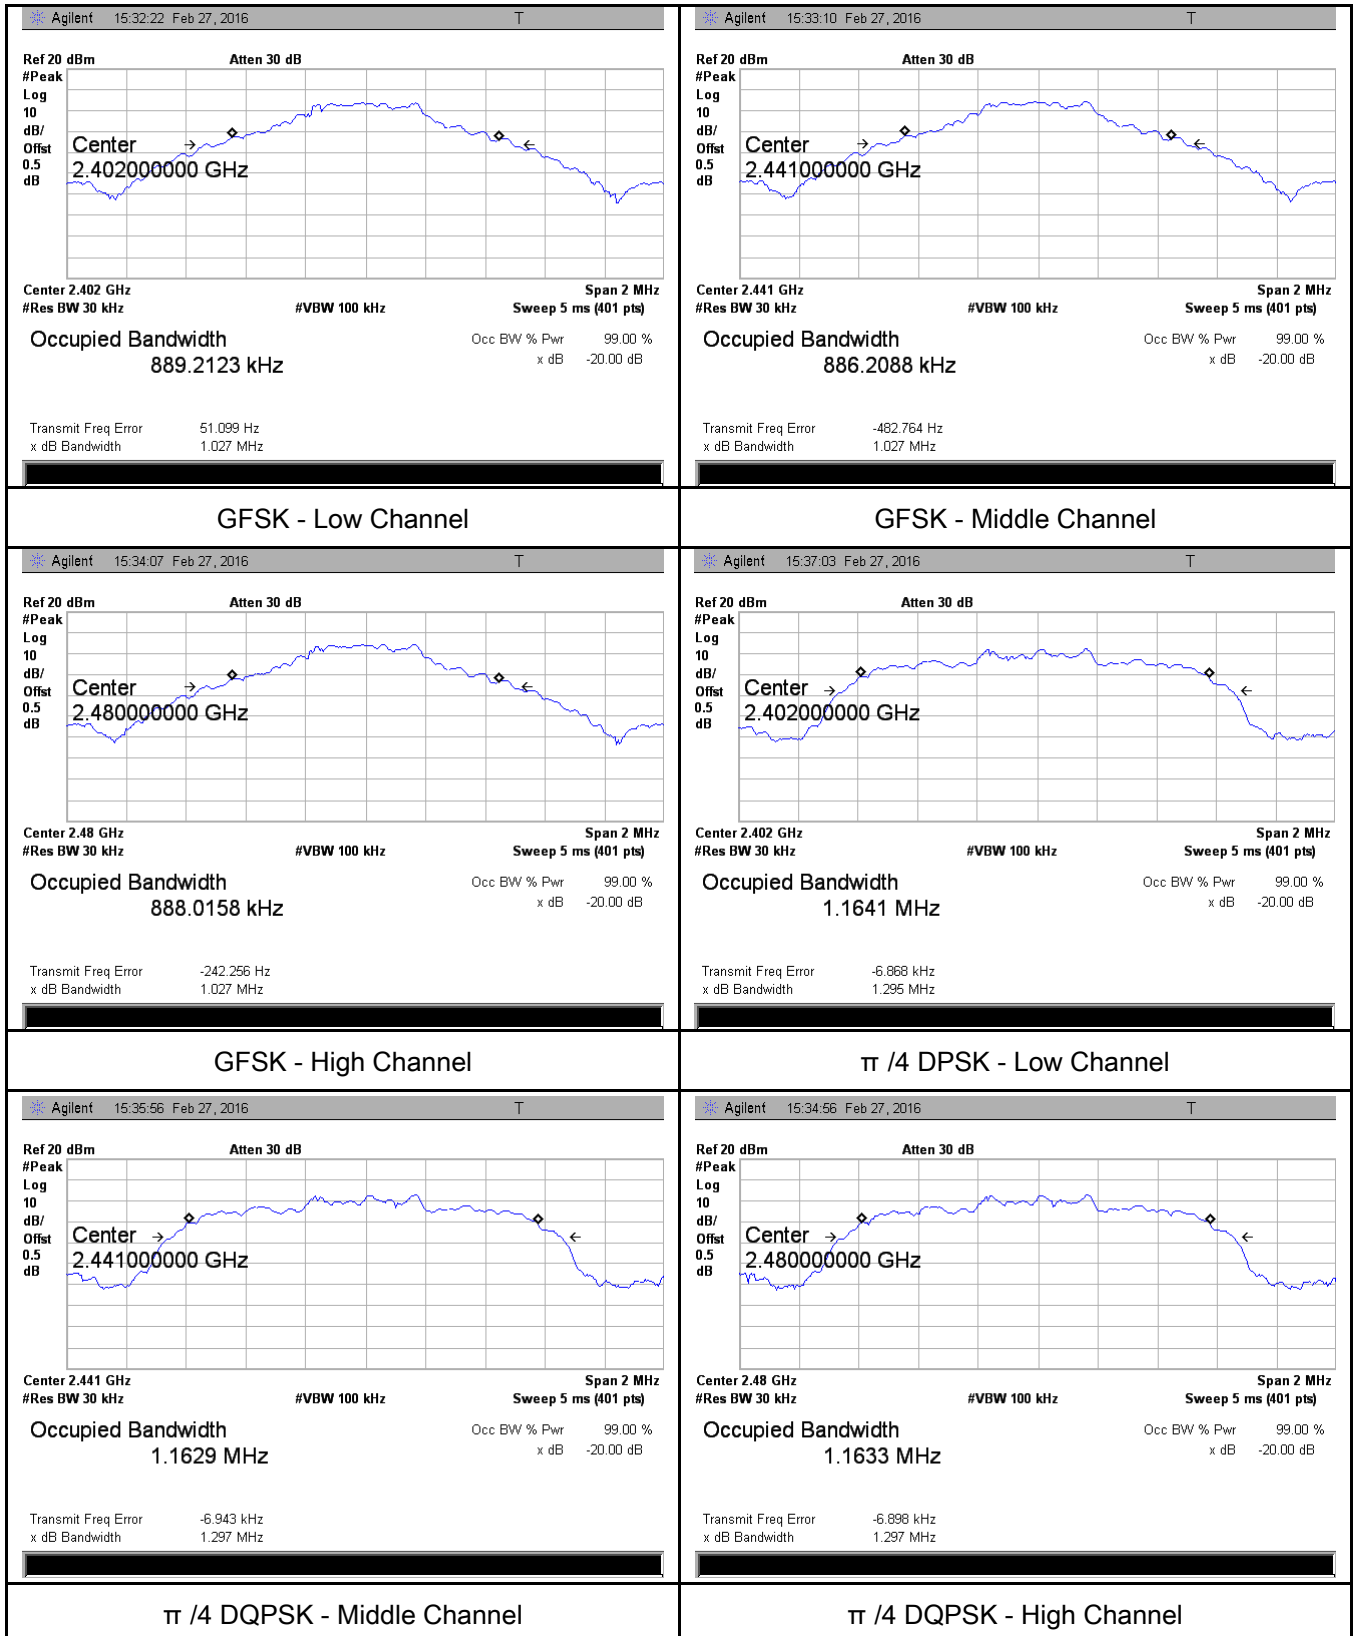 Agilent 15:32:22 Feb 27, 2016 T
Ref 20 dBm Atten 30 dB
#Peak
Log
10
dB/
Offst
0.5
dB
Center
2.402000000 GHz
Center 2.402 GHz Span 2 MHz
#Res BW 30 kHz #VBW 100 kHz Sweep 5 ms (401 pts)
Occupied Bandwidth Occ BW % Pwr 99.00 %
889.2123 kHz x dB -20.00 dB
Transmit Freq Error 51.099 Hz
x dB Bandwidth 1.027 MHz
GFSK - Low Channel
Agilent 15:33:10 Feb 27, 2016 T
Ref 20 dBm Atten 30 dB
#Peak
Log
10
dB/
Offst
0.5
dB
Center
2.441000000 GHz
Center 2.441 GHz Span 2 MHz
#Res BW 30 kHz #VBW 100 kHz Sweep 5 ms (401 pts)
Occupied Bandwidth Occ BW % Pwr 99.00 %
886.2088 kHz x dB -20.00 dB
Transmit Freq Error -482.764 Hz
x dB Bandwidth 1.027 MHz
GFSK - Middle Channel
Agilent 15:34:07 Feb 27, 2016 T
Ref 20 dBm Atten 30 dB
#Peak
Log
10
dB/
Offst
0.5
dB
Center
2.480000000 GHz
Center 2.48 GHz Span 2 MHz
#Res BW 30 kHz #VBW 100 kHz Sweep 5 ms (401 pts)
Occupied Bandwidth Occ BW % Pwr 99.00 %
888.0158 kHz x dB -20.00 dB
Transmit Freq Error -242.256 Hz
x dB Bandwidth 1.027 MHz
GFSK - High Channel
Agilent 15:37:03 Feb 27, 2016 T
Ref 20 dBm Atten 30 dB
#Peak
Log
10
dB/
Offst
0.5
dB
Center
2.402000000 GHz
Center 2.402 GHz Span 2 MHz
#Res BW 30 kHz #VBW 100 kHz Sweep 5 ms (401 pts)
Occupied Bandwidth Occ BW % Pwr 99.00 %
1.1641 MHz x dB -20.00 dB
Transmit Freq Error -6.868 kHz
x dB Bandwidth 1.295 MHz
π /4 DPSK - Low Channel
Agilent 15:35:56 Feb 27, 2016 T
Ref 20 dBm Atten 30 dB
#Peak
Log
10
dB/
Offst
0.5
dB
Center
2.441000000 GHz
Center 2.441 GHz Span 2 MHz
#Res BW 30 kHz #VBW 100 kHz Sweep 5 ms (401 pts)
Occupied Bandwidth Occ BW % Pwr 99.00 %
1.1629 MHz x dB -20.00 dB
Transmit Freq Error -6.943 kHz
x dB Bandwidth 1.297 MHz
π /4 DQPSK - Middle Channel
Agilent 15:34:56 Feb 27, 2016 T
Ref 20 dBm Atten 30 dB
#Peak
Log
10
dB/
Offst
0.5
dB
Center
2.480000000 GHz
Center 2.48 GHz Span 2 MHz
#Res BW 30 kHz #VBW 100 kHz Sweep 5 ms (401 pts)
Occupied Bandwidth Occ BW % Pwr 99.00 %
1.1633 MHz x dB -20.00 dB
Transmit Freq Error -6.898 kHz
x dB Bandwidth 1.297 MHz
π /4 DQPSK - High Channel